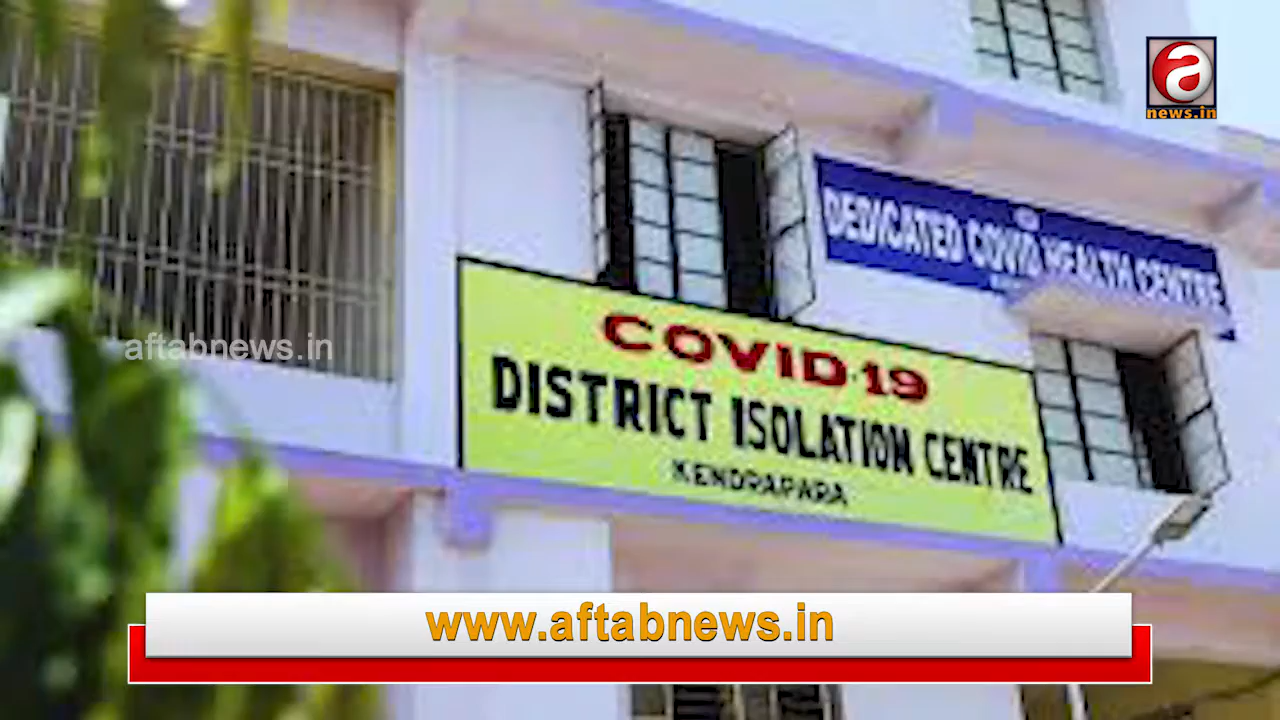 a
news.in
DEDICATED COVID HEALTH CENTRE
aftabnews.in
COVID-19
DISTRICT ISOLATION CENTRE
KENDRAPARA
www.aftabnews.in